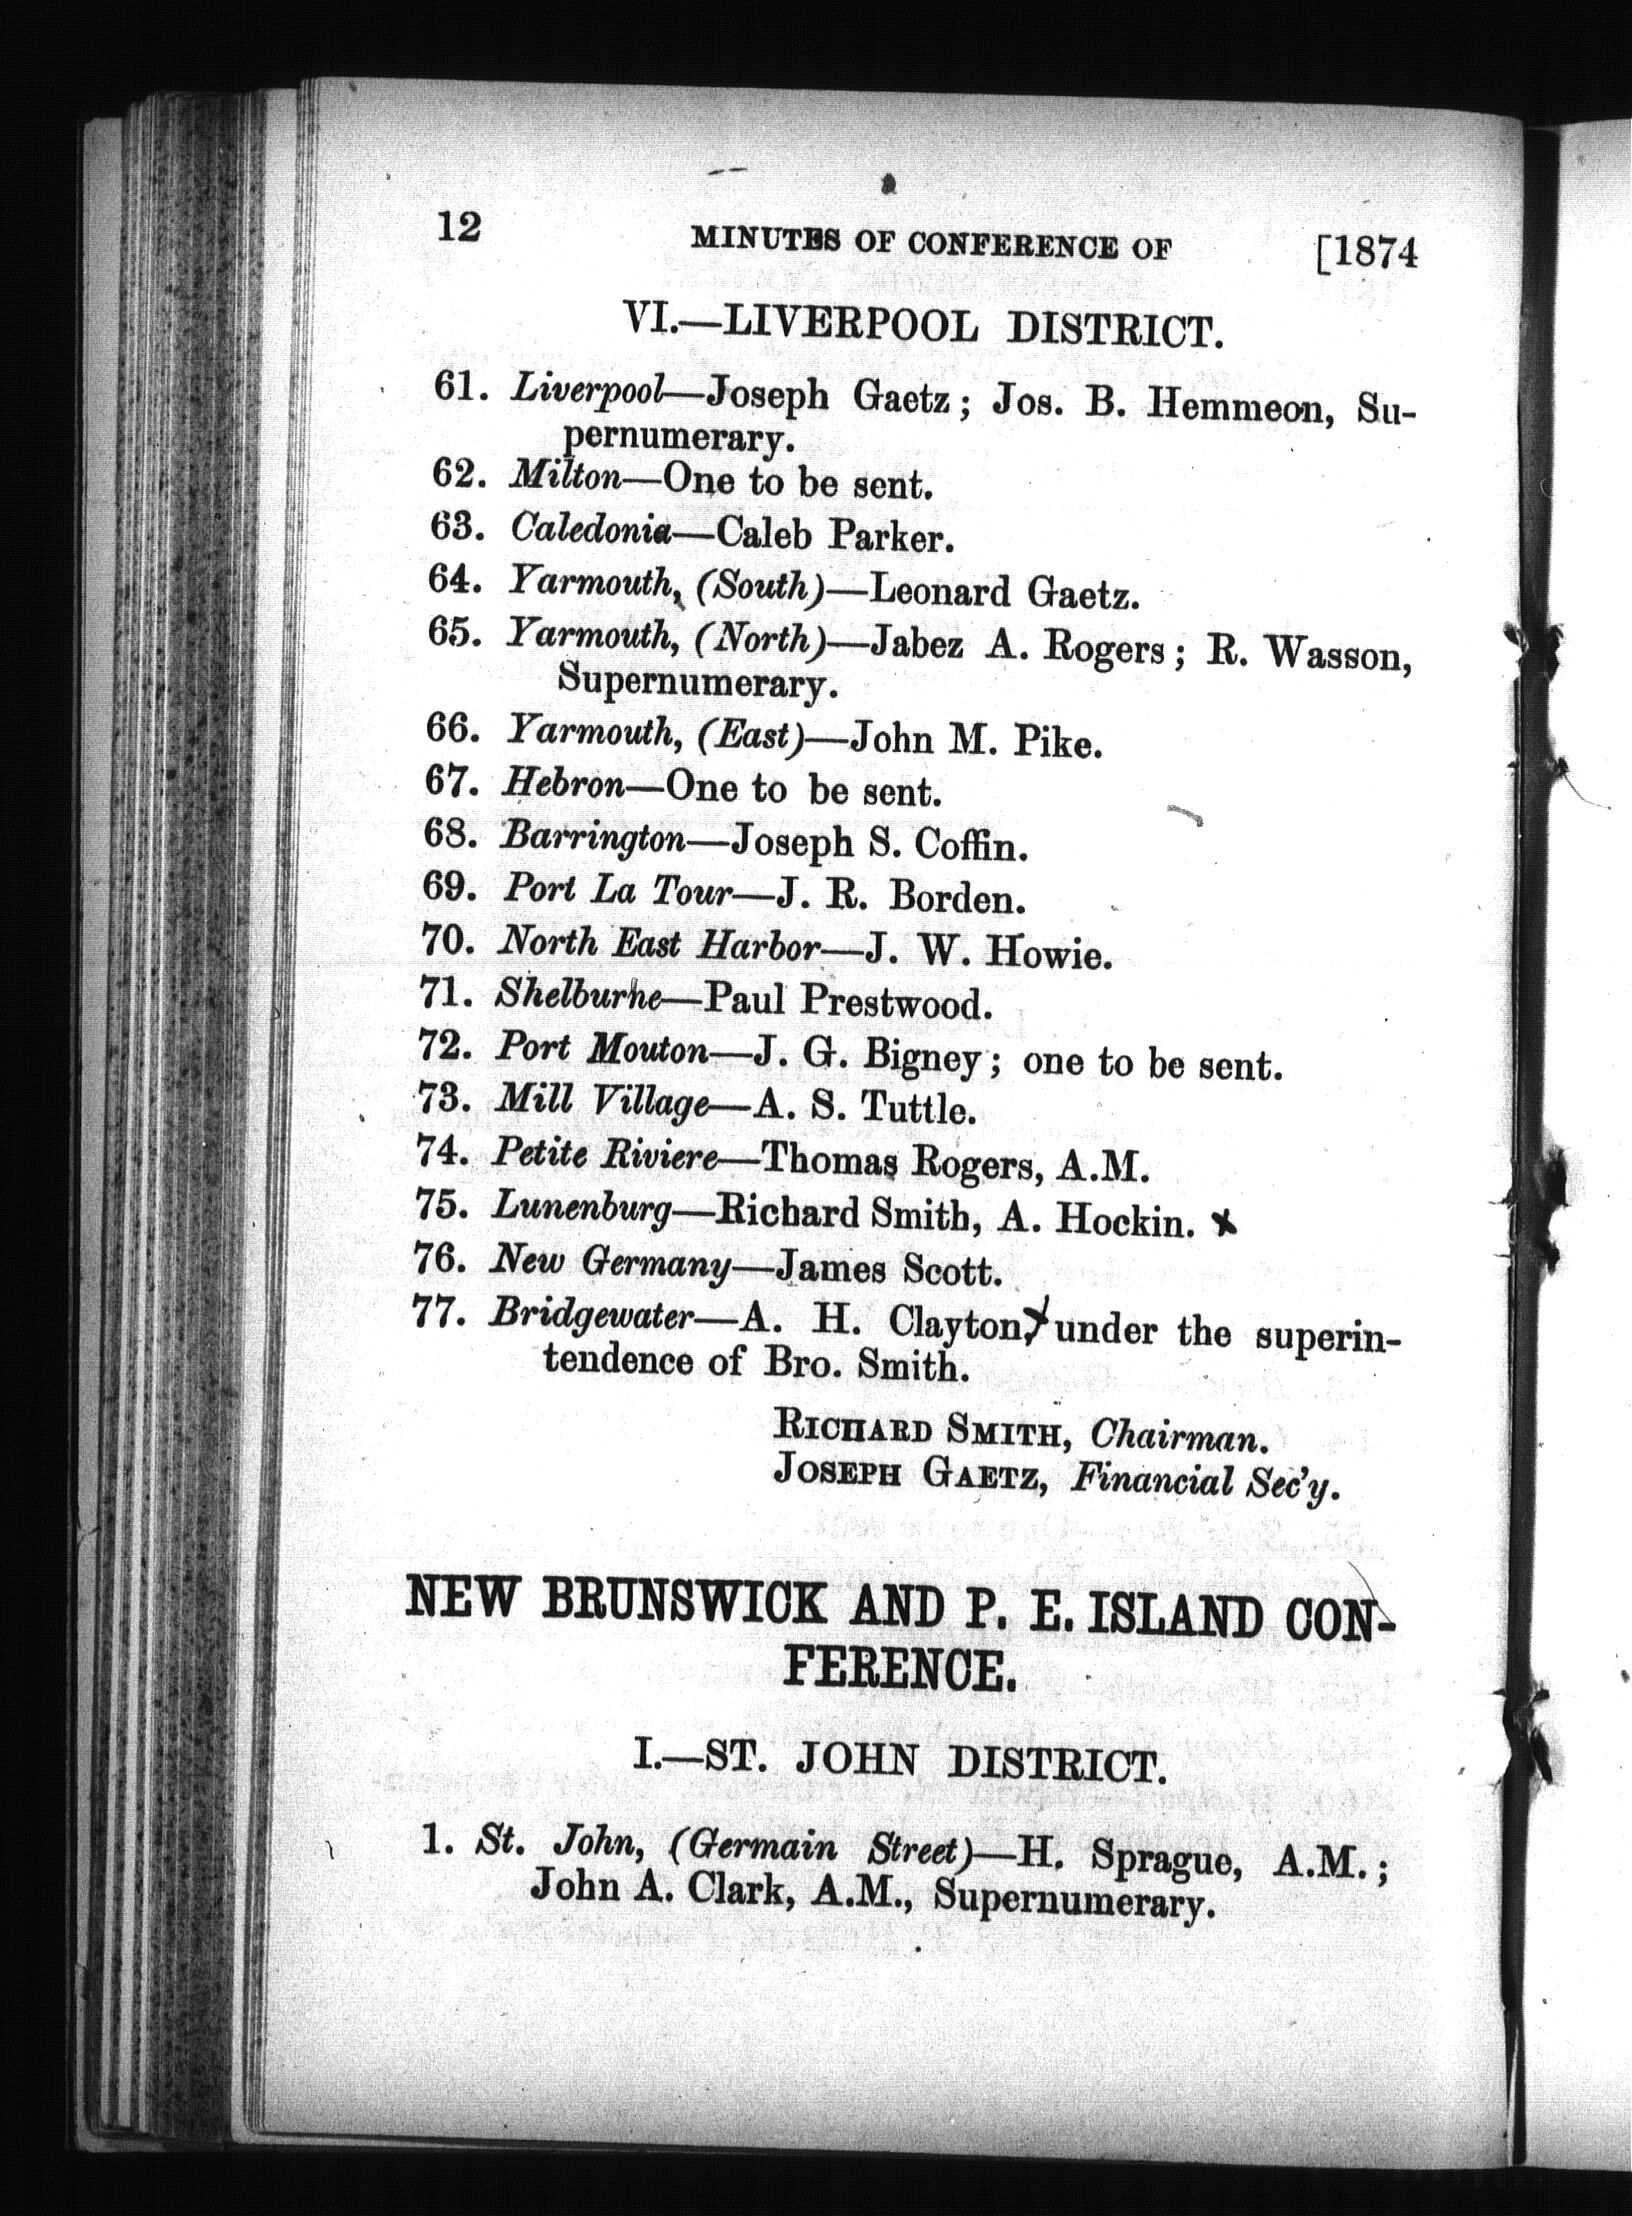 12 MINUTES OF CONFERENCE OF [1874
VI.—LIVERPOOL DISTRICT.
61. Liverpool—Joseph Gaetz; Jos. B. Hemmeon, Su-
pernumerary.
62. Milton—One to be sent.
63. Caledonia—Caleb Parker.
64. Yarmouth, (South)—Leonard Gaetz.
65. Yarmouth, (North)—Jabez A. Rogers; R. Wasson,
Supernumerary.
66. Yarmouth, (East)—John M. Pike.
67. Hebron—One to be sent.
68. Barrington—Joseph S. Coffin.
69. Port La Tour—J. R. Borden.
70. North East Harbor—J. W. Howie.
71. Shelburne—Paul Prestwood.
72. Port Mouton—J. G. Bigney; one to be sent.
73. Mill Village—A. S. Tuttle.
74. Petite Riviere—Thomas Rogers, A.M.
75. Lunenburg—Richard Smith, A. Hockin. x
76. New Germany—James Scott.
77. Bridgewater—A. H. Clayton, x under the superin-
tendence of Bro. Smith.
RICHARD SMITH, Chairman.
JOSEPH GAETZ, Financial Sec'y.
NEW BRUNSWICK AND P. E. ISLAND CON-
FERENCE.
I.—ST. JOHN DISTRICT.
1. St. John, (Germain Street)—H. Sprague, A.M.;
John A. Clark, A.M., Supernumerary.